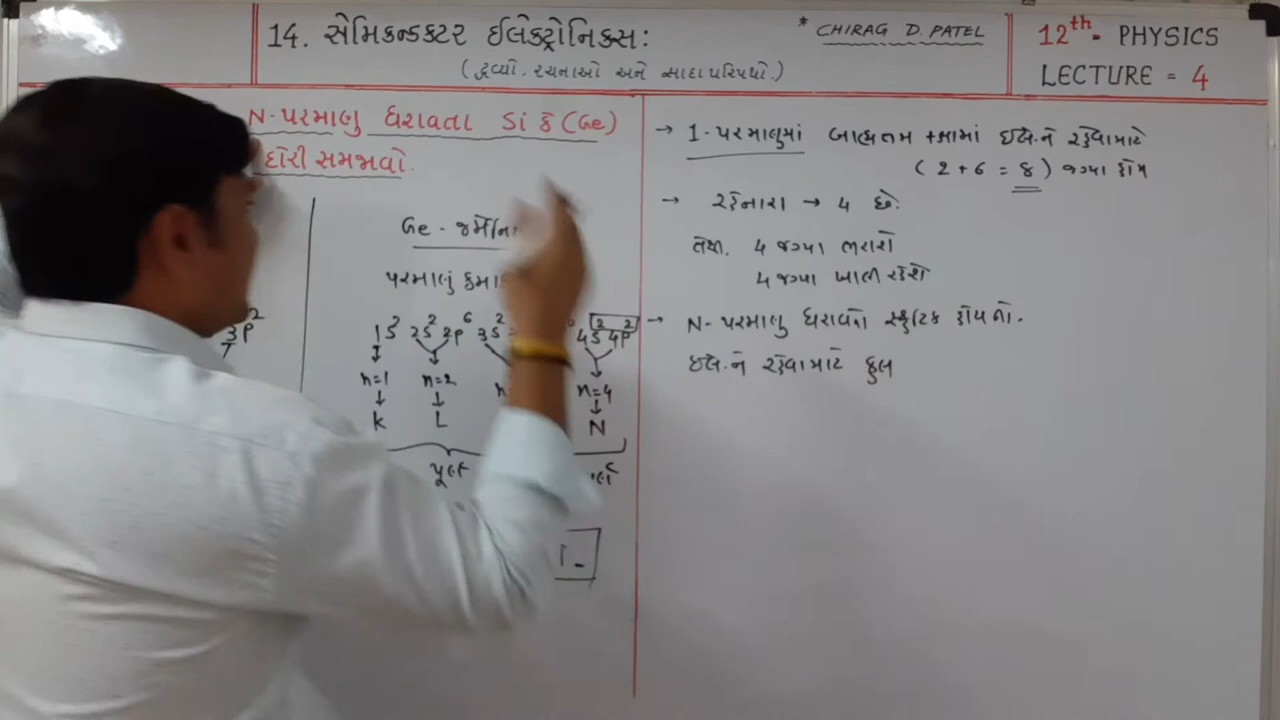 14. સેમિકન્ડક્ટર ઈલેક્ટ્રોનિક્સ:
(દ્રવ્યો. રચનાઓ અને સાદા પરિપથો.)
* CHIRAG D. PATEL
12th - PHYSICS
LECTURE = 4
N-પરમાણુ ધરાવતા Si કે (Ge)
દોરી સમજાવો.
3P2
Ge -
પરમાણું
1S2 2S2 2P6 3S2 4S2 4P2
n=1 n=2 n=4
K L N
→ 1-પરમાણુમાં બાહ્યતમ કક્ષામાં ઇલે.ને રહેવા માટે
(2+6 = 8) જગ્યા હોય
→ રહેનારા → 4 છે.
તેથી. 4 જગ્યા ભરાશે
4 જગ્યા ખાલી રહેશે
→ N-પરમાણુ ધરાવતો સ્ફટિક હોય તો.
ઇલે.ને રહેવા માટે કુલ